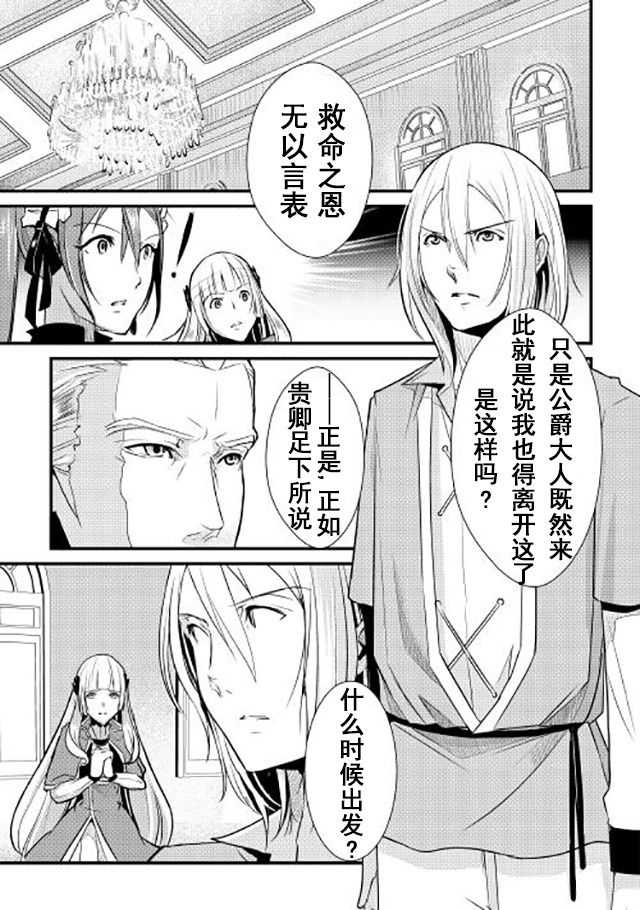 救命之恩
无以言表
!
只是公爵大人既然来
此就是说我也得离开这了
是这样吗?
——正是,正如
贵卿足下所说
什么时候出发?